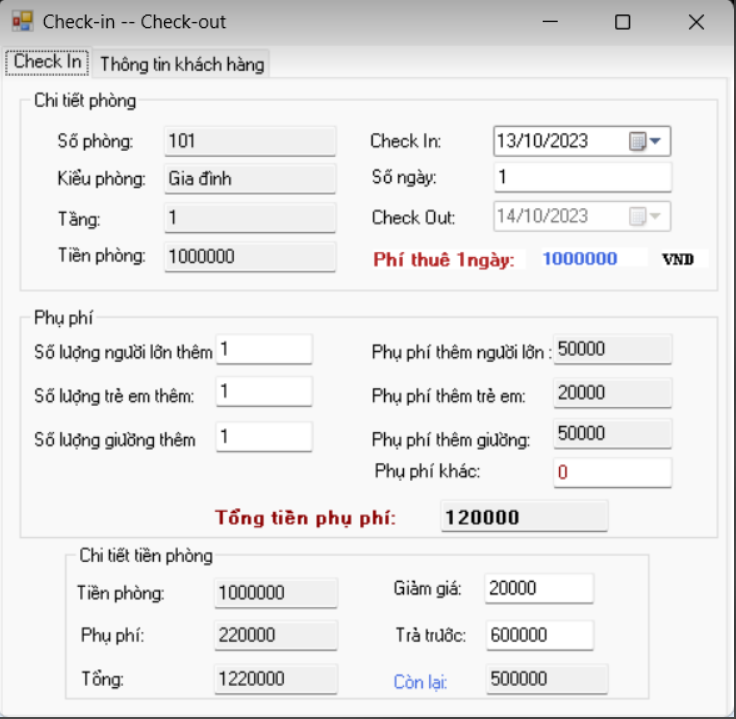 Check-in -- Check-out
Check In Thông tin khách hàng
Chi tiết phòng
Số phòng: 101 Check In: 13/10/2023
Kiểu phòng: Gia đình Số ngày: 1
Tầng: 1 Check Out: 14/10/2023
Tiền phòng: 1000000 Phí thuê 1ngày: 1000000 VND
Phụ phí
Số lượng người lớn thêm 1 Phụ phí thêm người lớn : 50000
Số lượng trẻ em thêm: 1 Phụ phí thêm trẻ em: 20000
Số lượng giường thêm 1 Phụ phí thêm giường: 50000
Phụ phí khác: 0
Tổng tiền phụ phí: 120000
Chi tiết tiền phòng
Tiền phòng: 1000000 Giảm giá: 20000
Phụ phí: 220000 Trả trước: 600000
Tổng: 1220000 Còn lại: 500000